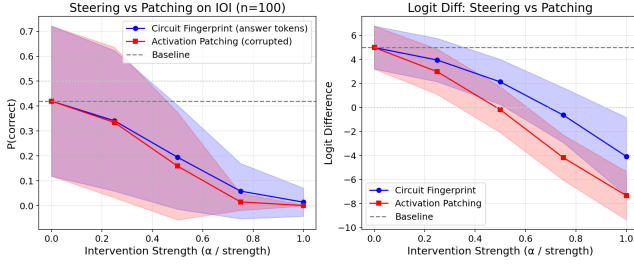 Steering vs Patching on IOI (n=100)
P(correct)
0.7
0.6
0.5
0.4
0.3
0.2
0.1
0.0
Circuit Fingerprint (answer tokens)
Activation Patching (corrupted)
Baseline
0.0 0.2 0.4 0.6 0.8 1.0
Intervention Strength (α / strength)
Logit Diff: Steering vs Patching
Logit Difference
6
4
2
0
−2
−4
−6
−8
−10
Circuit Fingerprint
Activation Patching
Baseline
0.0 0.2 0.4 0.6 0.8 1.0
Intervention Strength (α / strength)